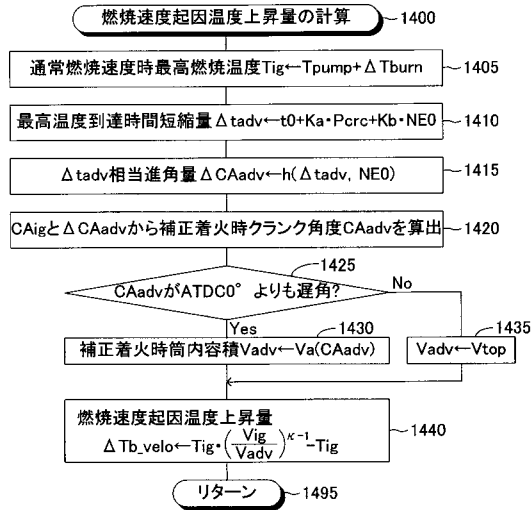 燃焼速度起因温度上昇量の計算 1400
通常燃焼速度時最高燃焼温度Tig←Tpump+ΔTburn 1405
最高温度到達時間短縮量Δtadv←t0+Ka・Pcrc+Kb・NE0 1410
Δtadv相当進角量ΔCAadv←h(Δtadv, NE0) 1415
CAigとΔCAadvから補正着火時クランク角度CAadvを算出 1420
1425
CAadvがATDC0°よりも遅角? No
Yes 1430 1435
補正着火時筒内容積Vadv←Va(CAadv) Vadv←Vtop
燃焼速度起因温度上昇量
ΔTb_velo←Tig・(Vig/Vadv)^κ-1−Tig 1440
リターン 1495